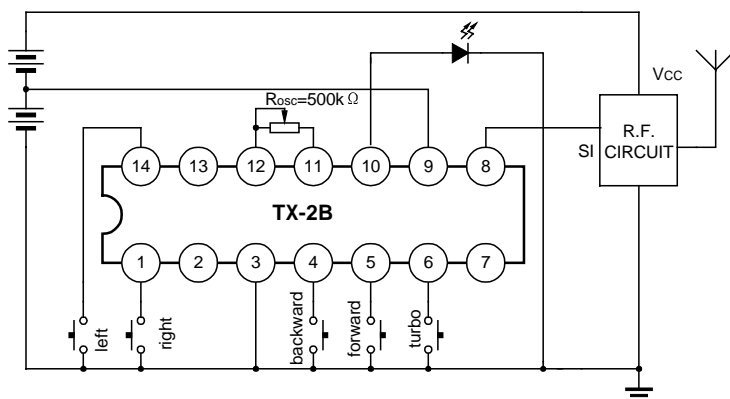 Rosc=500k Ω
Vcc
R.F.
SI CIRCUIT
14 13 12 11 10 9 8
TX-2B
1 2 3 4 5 6 7
left
right
backward
forward
turbo